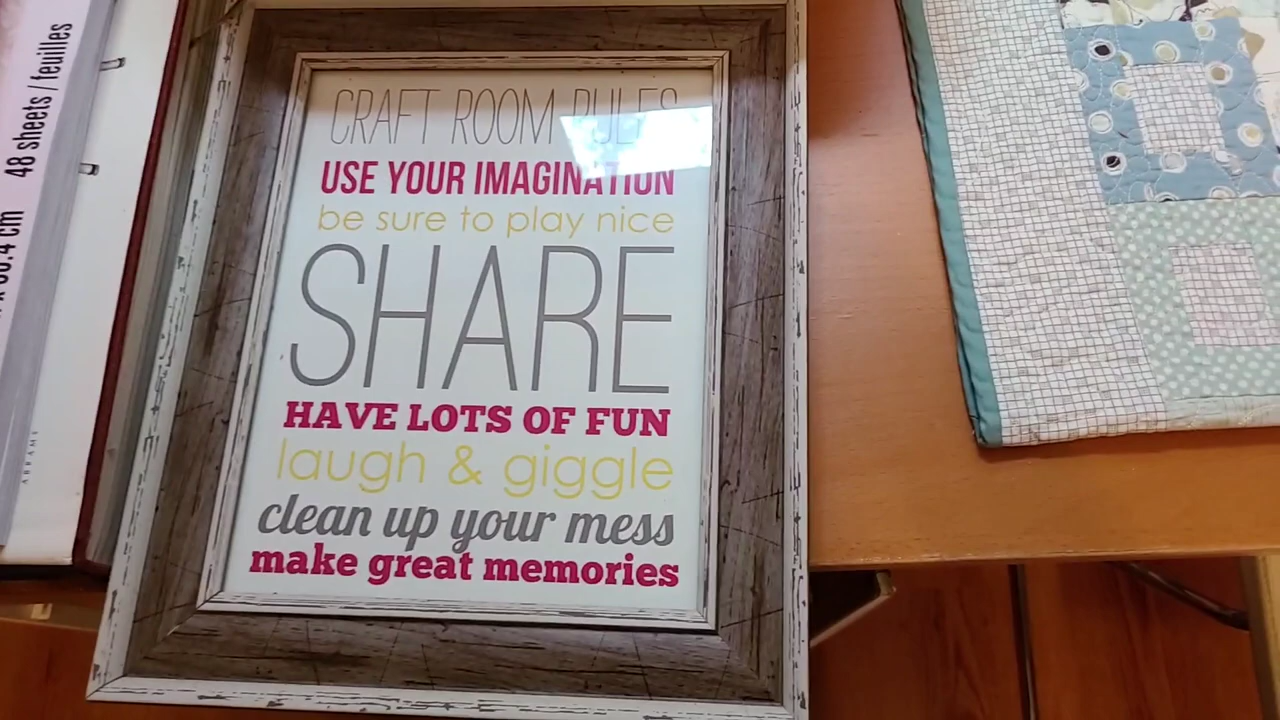 CRAFT ROOM RULES
USE YOUR IMAGINATION
be sure to play nice
SHARE
HAVE LOTS OF FUN
laugh & giggle
clean up your mess
make great memories
48 sheets / feuilles
ABRAMS